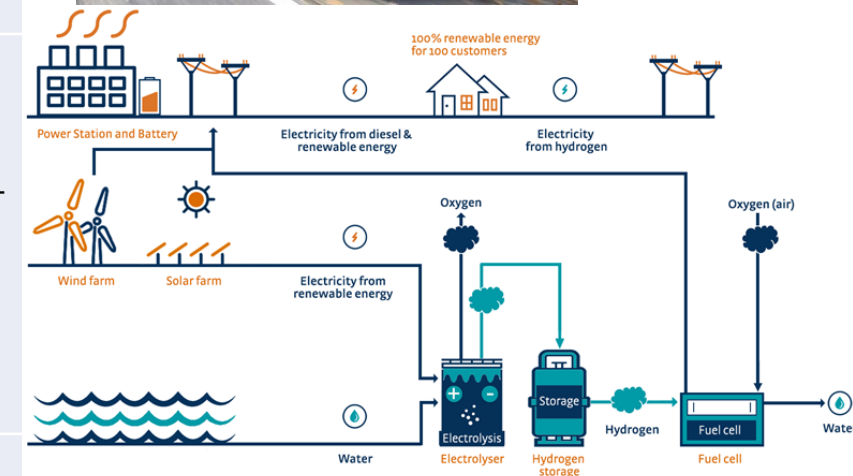 100% renewable energy
for 100 customers
Power Station and Battery
Electricity from diesel &
renewable energy
Electricity
from hydrogen
Oxygen
Oxygen (air)
Wind farm
Solar farm
Electricity from
renewable energy
+
-
Storage
Electrolysis
Hydrogen
Fuel cell
Wate
Water
Electrolyser
Hydrogen
storage
Fuel cell